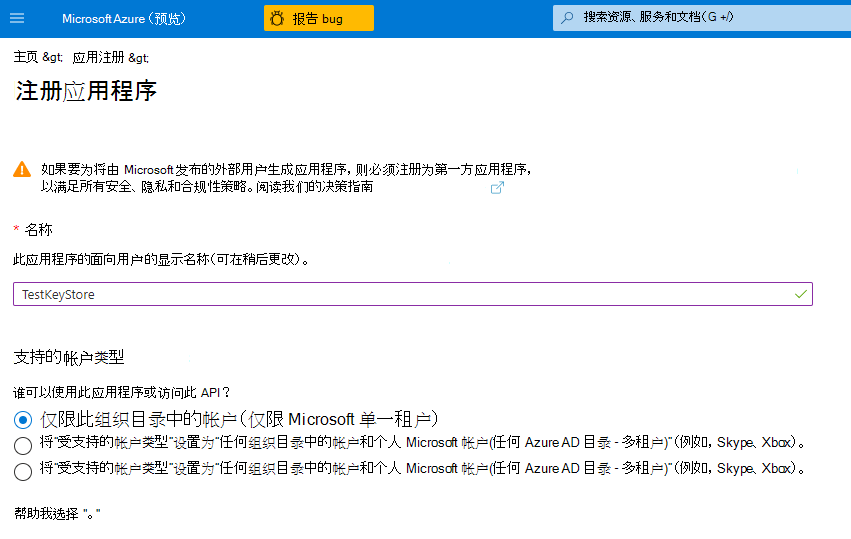 Microsoft Azure（预览）
报告 bug
搜索资源、服务和文档（G +/）
主页 &gt; 应用注册 &gt;
注册应用程序
如果要为将由 Microsoft发布的外部用户生成应用程序，则必须注册为第一方应用程序，
以满足所有安全、隐私和合规性策略。阅读我们的决策指南
* 名称
此应用程序的面向用户的显示名称（可在稍后更改）。
TestKeyStore
支持的帐户类型
谁可以使用此应用程序或访问此 API？
仅限此组织目录中的帐户（仅限 Microsoft 单一租户）
将“受支持的帐户类型”设置为“任何组织目录中的帐户和个人 Microsoft 帐户(任何 Azure AD 目录 - 多租户)”（例如，Skype、Xbox）。
将“受支持的帐户类型”设置为“任何组织目录中的帐户和个人 Microsoft 帐户(任何 Azure AD 目录 - 多租户)”（例如，Skype、Xbox）。
帮助我选择 "。"